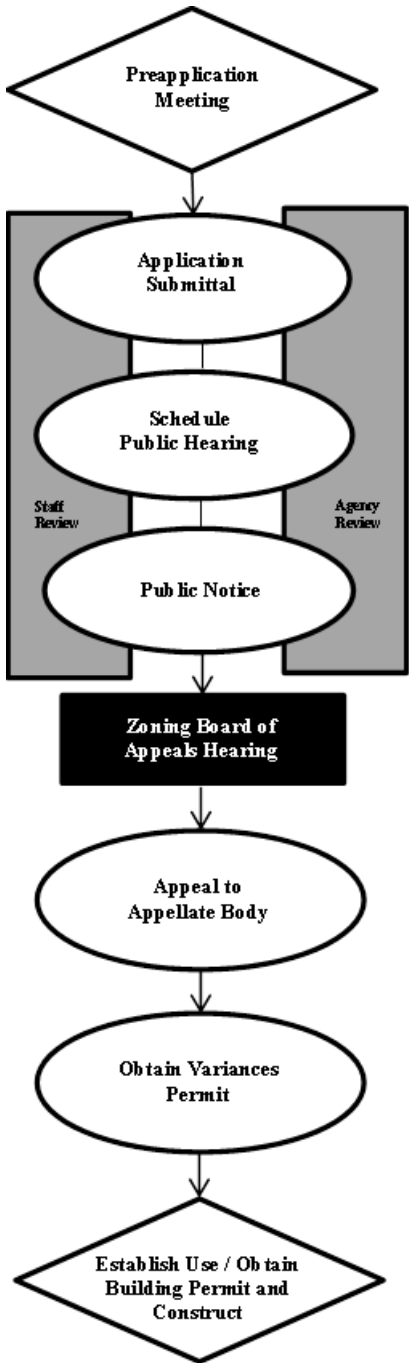 Preapplication
Meeting
Application
Submittal
Schedule
Public Hearing
Staff
Review
Agency
Review
Public Notice
Zoning Board of
Appeals Hearing
Appeal to
Appellate Body
Obtain Variances
Permit
Establish Use / Obtain
Building Permit and
Construct